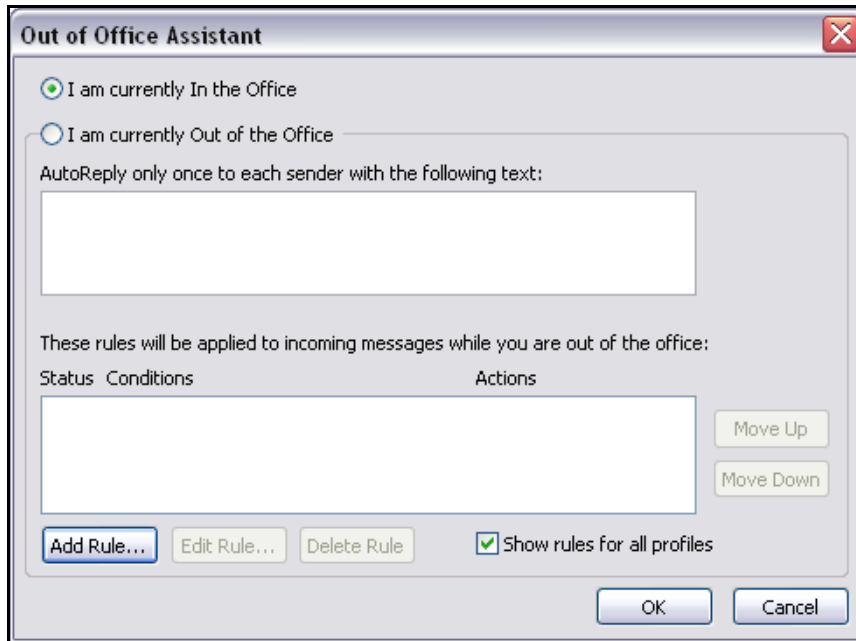 Out of Office Assistant
I am currently In the Office
I am currently Out of the Office
AutoReply only once to each sender with the following text:
These rules will be applied to incoming messages while you are out of the office:
Status Conditions Actions
Move Up
Move Down
Add Rule... Edit Rule... Delete Rule Show rules for all profiles
OK Cancel